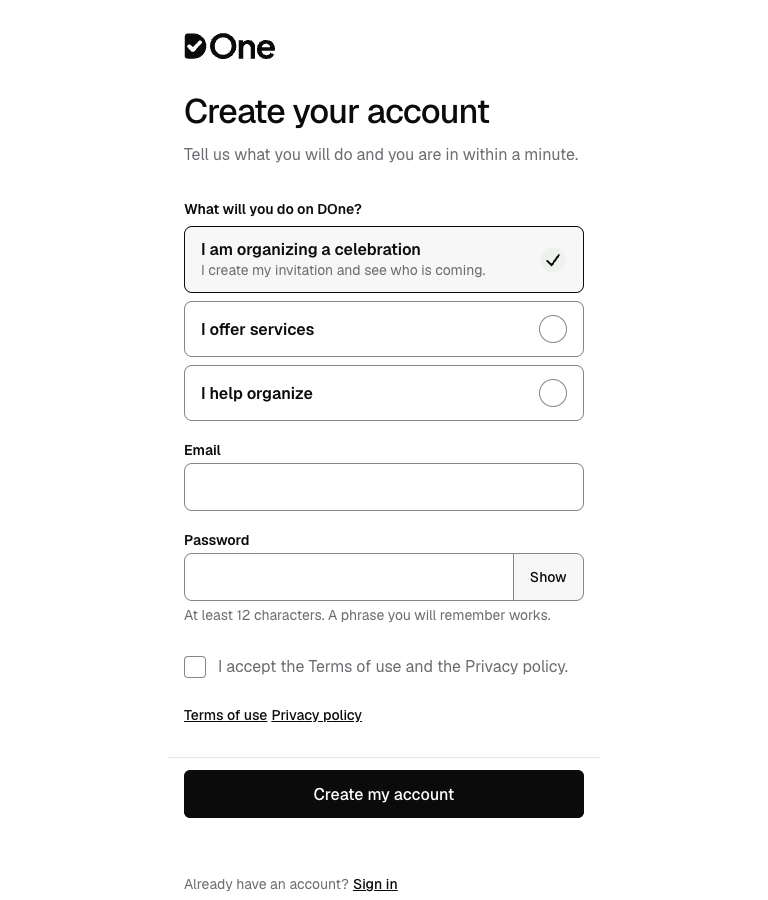 DOne
Create your account
Tell us what you will do and you are in within a minute.
What will you do on DOne?
I am organizing a celebration
I create my invitation and see who is coming.
I offer services
I help organize
Email
Password
Show
At least 12 characters. A phrase you will remember works.
I accept the Terms of use and the Privacy policy.
Terms of use Privacy policy
Create my account
Already have an account? Sign in